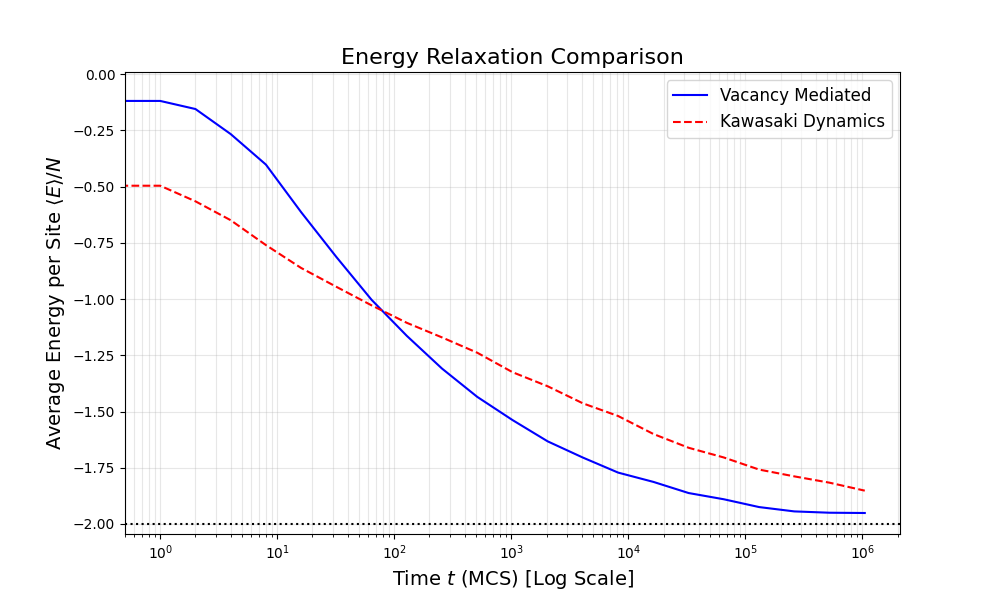 Energy Relaxation Comparison
Vacancy Mediated
Kawasaki Dynamics
Average Energy per Site ⟨E⟩/N
0.00
−0.25
−0.50
−0.75
−1.00
−1.25
−1.50
−1.75
−2.00
10⁰ 10¹ 10² 10³ 10⁴ 10⁵ 10⁶
Time t (MCS) [Log Scale]